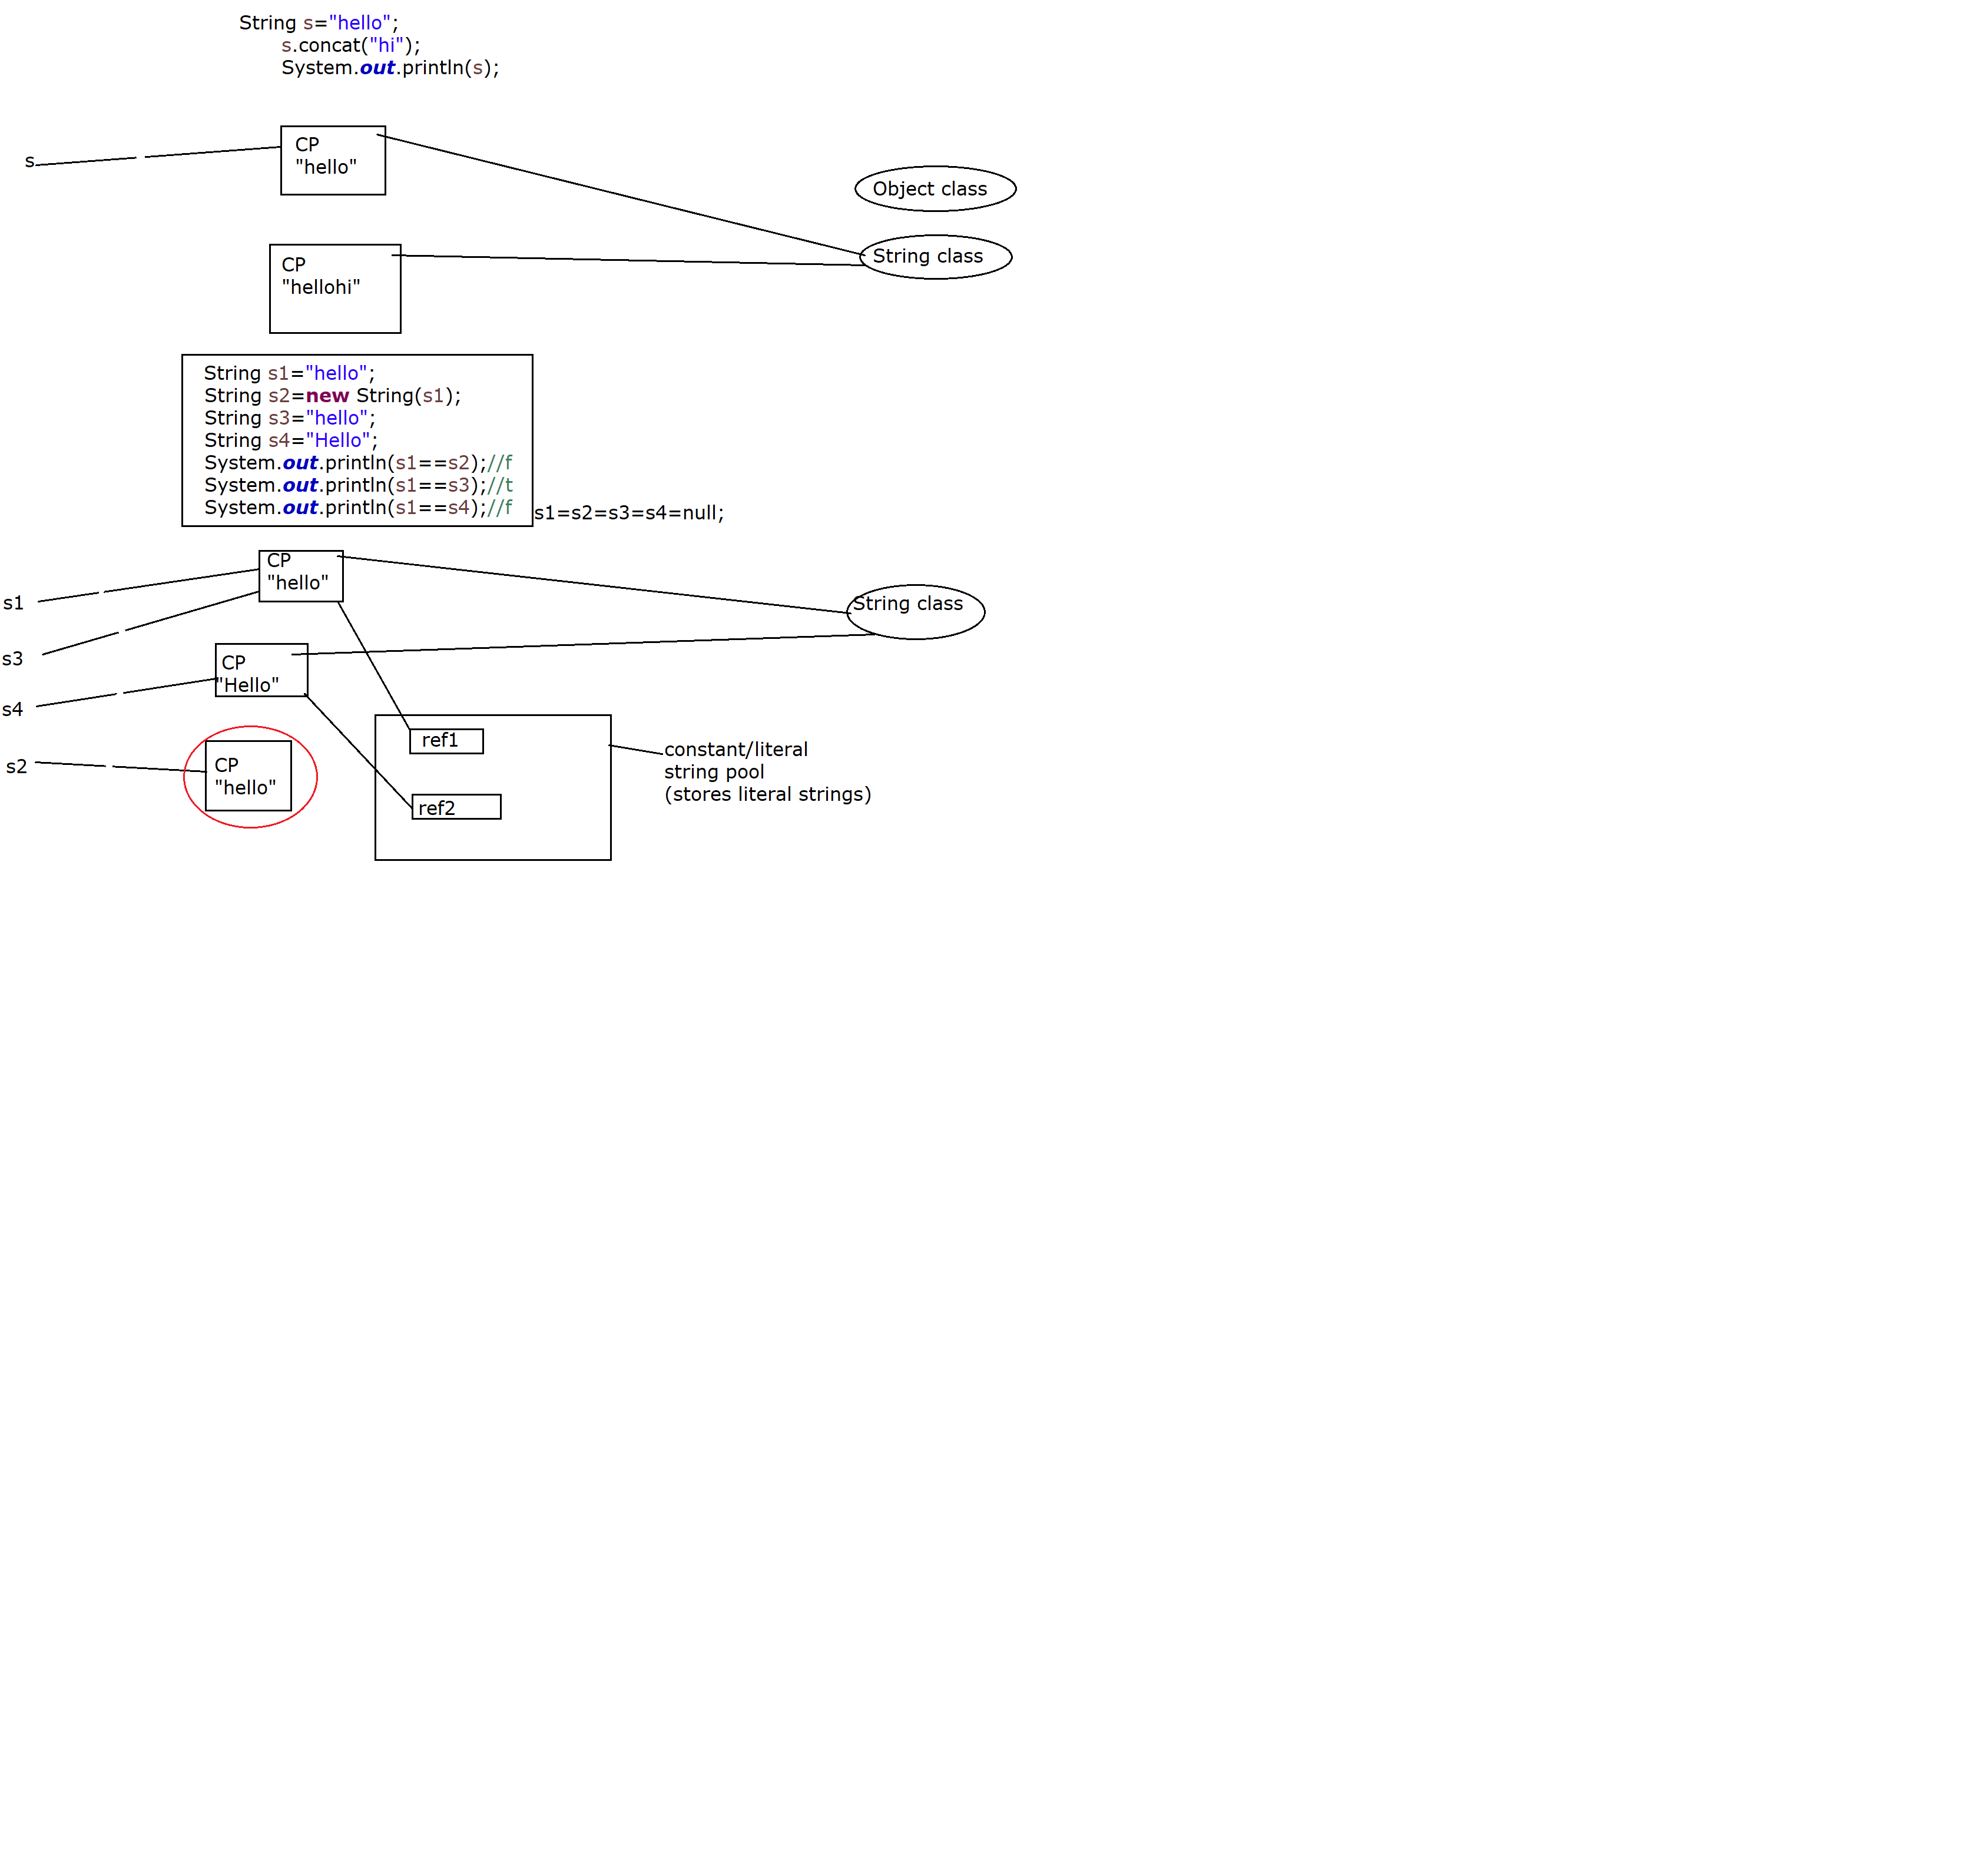 String s="hello";
s.concat("hi");
System.out.println(s);
s
CP
"hello"
Object class
String class
CP
"hellohi"
String s1="hello";
String s2=new String(s1);
String s3="hello";
String s4="Hello";
System.out.println(s1==s2);//f
System.out.println(s1==s3);//t
System.out.println(s1==s4);//f
s1=s2=s3=s4=null;
CP
"hello"
s1
String class
s3
CP
"Hello"
s4
ref1
constant/literal
string pool
(stores literal strings)
s2
CP
"hello"
ref2